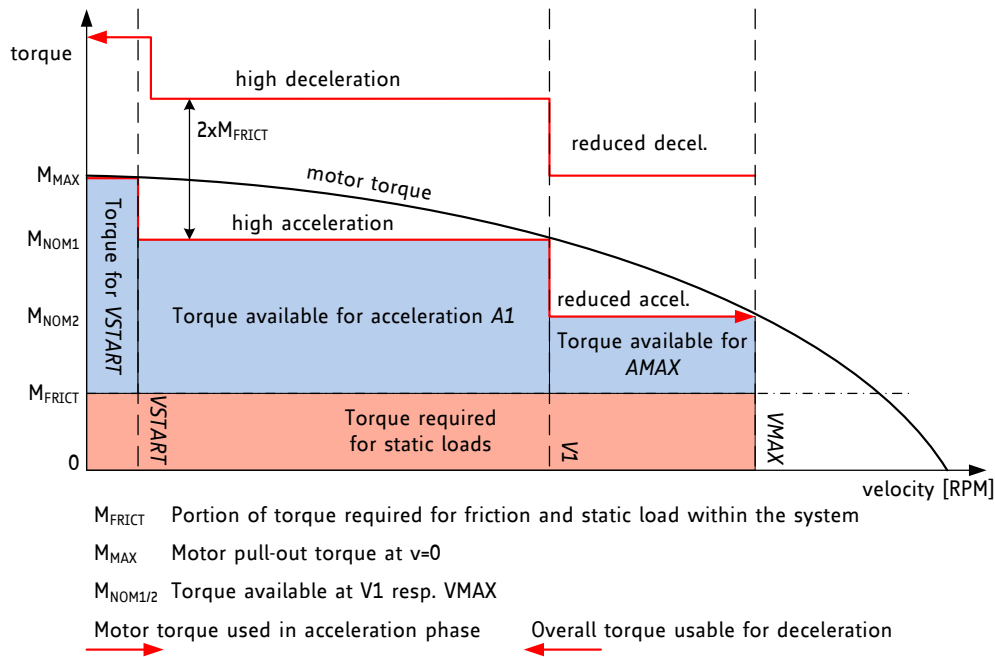 torque
high deceleration
2xMFRICT
reduced decel.
MMAX
motor torque
Torque for VSTART
MNOM1
high acceleration
reduced accel.
MNOM2
Torque available for acceleration A1
Torque available for
AMAX
MFRICT
VSTART
Torque required
for static loads
V1
VMAX
0
velocity [RPM]
MFRICT Portion of torque required for friction and static load within the system
MMAX Motor pull-out torque at v=0
MNOM1/2 Torque available at V1 resp. VMAX
Motor torque used in acceleration phase
Overall torque usable for deceleration